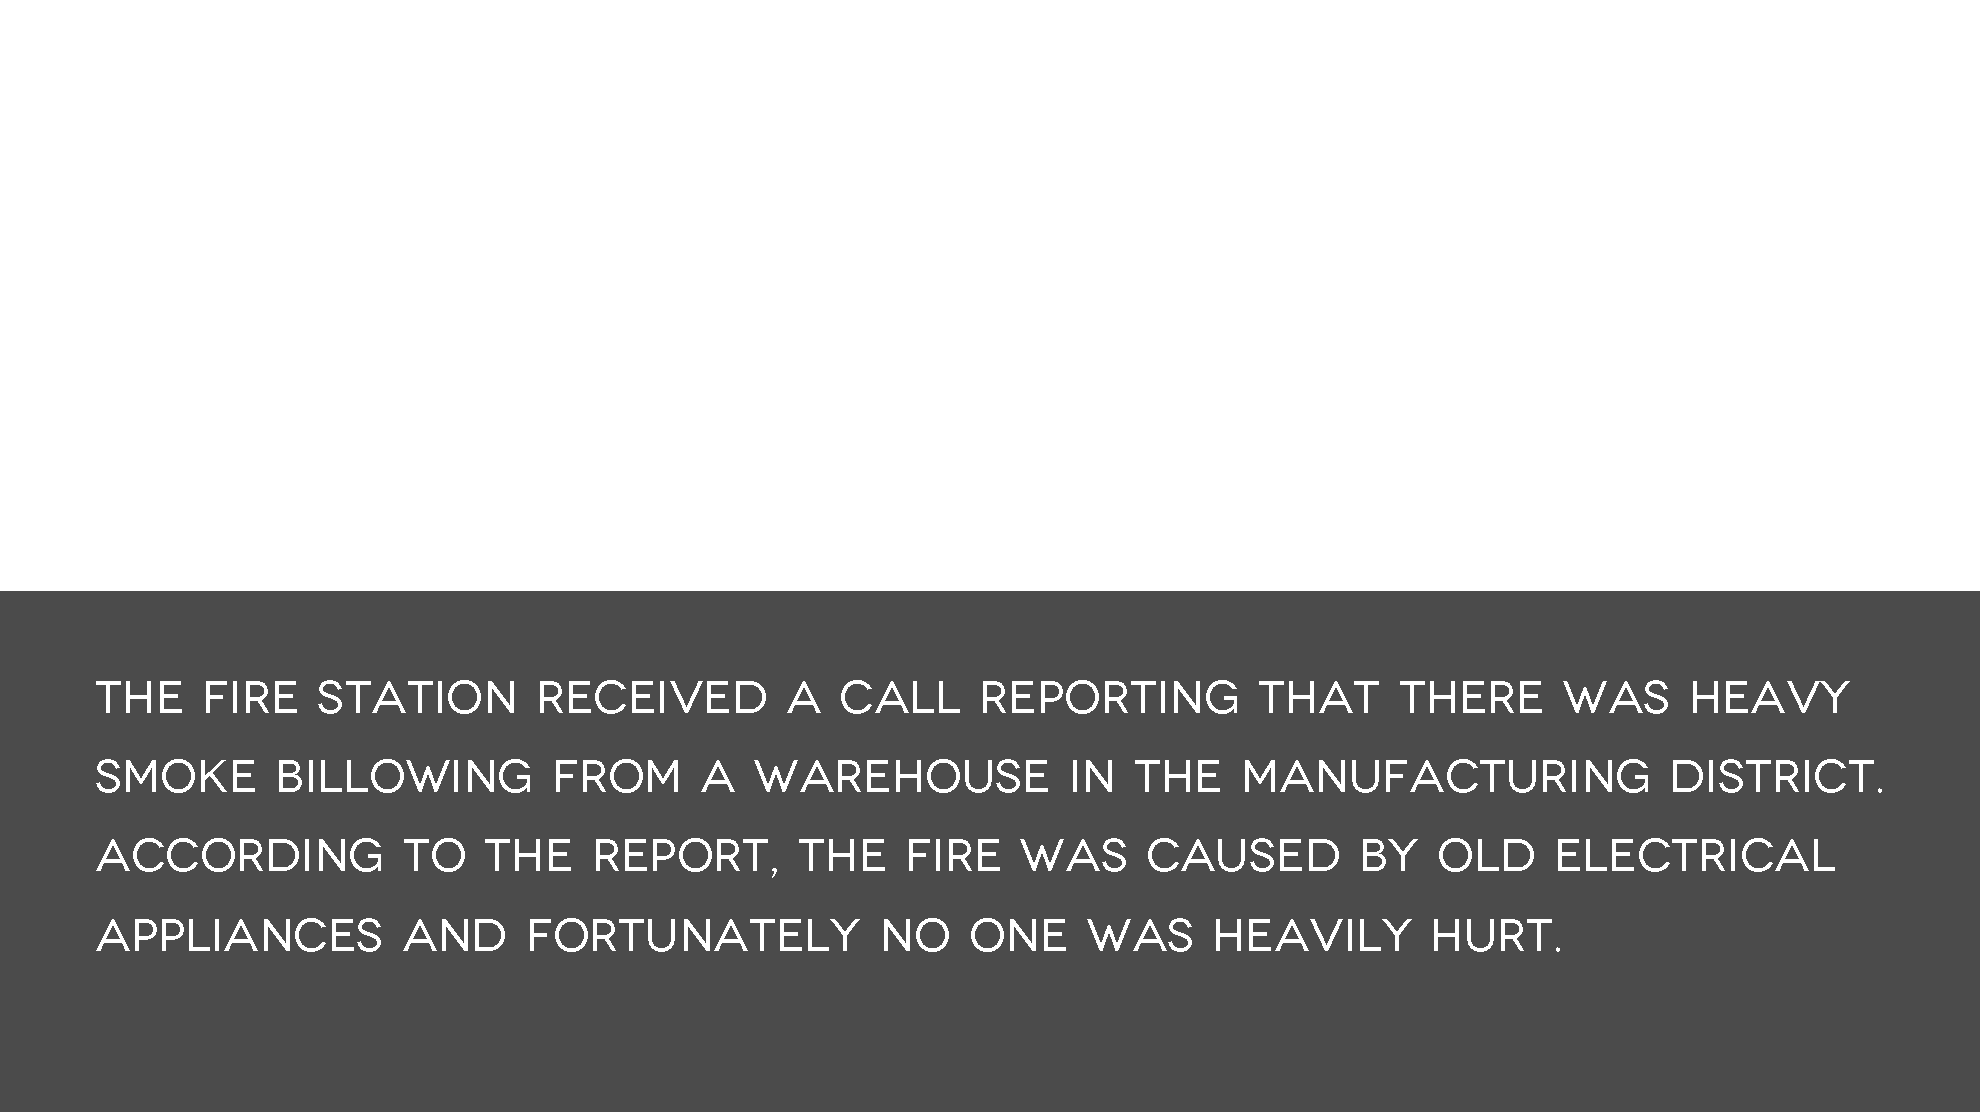 THE FIRE STATION RECEIVED A CALL REPORTING THAT THERE WAS HEAVY
SMOKE BILLOWING FROM A WAREHOUSE IN THE MANUFACTURING DISTRICT.
ACCORDING TO THE REPORT, THE FIRE WAS CAUSED BY OLD ELECTRICAL
APPLIANCES AND FORTUNATELY NO ONE WAS HEAVILY HURT.